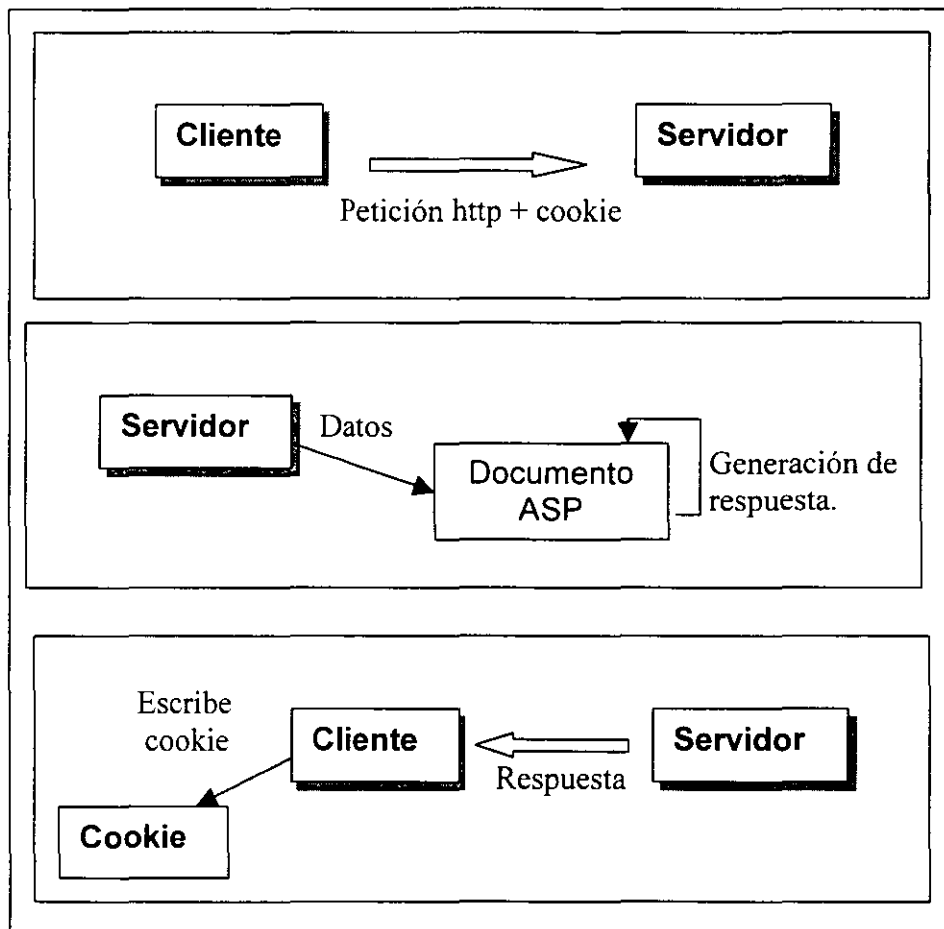 Cliente
Servidor
Petición http + cookie
Servidor
Datos
Documento
ASP
Generación de
respuesta.
Escribe
cookie
Cliente
Servidor
Respuesta
Cookie